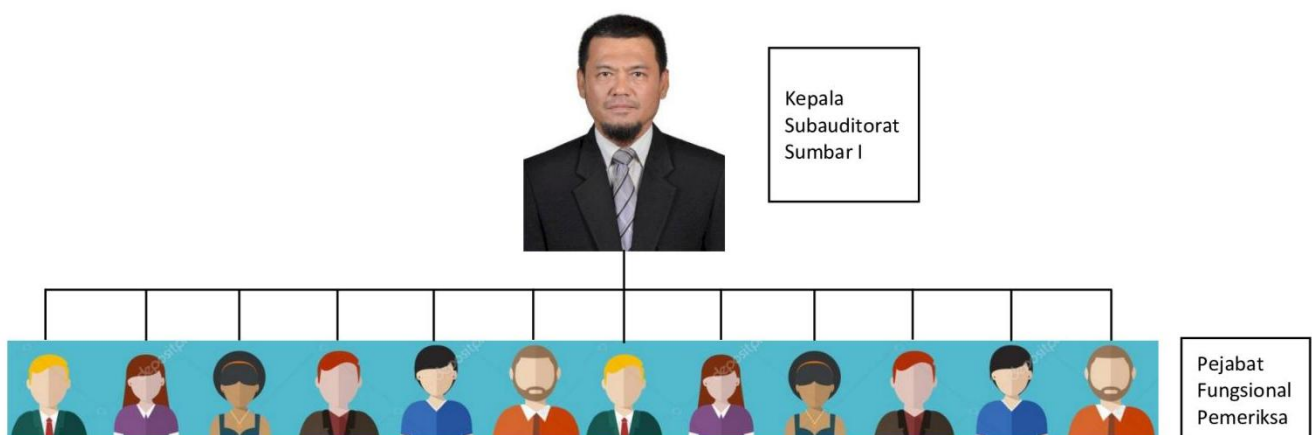 Kepala
Subauditorat
Sumbar I
Pejabat
Fungsional
Pemeriksa